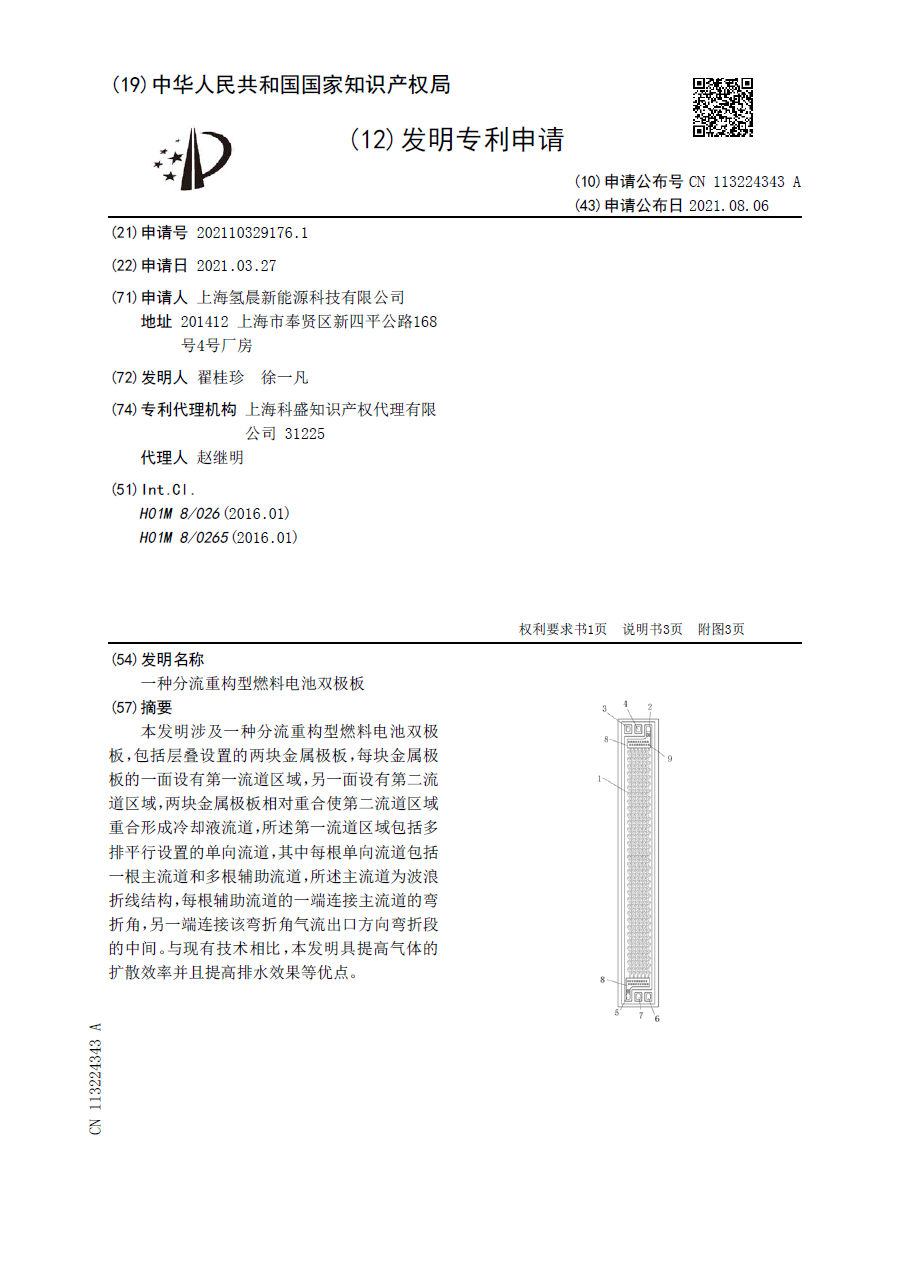 (19)中华人民共和国国家知识产权局
(12)发明专利申请
(10)申请公布号 CN 113224343 A
(43)申请公布日 2021.08.06
(21)申请号 202110329176.1
(22)申请日 2021.03.27
(71)申请人 上海氢晨新能源科技有限公司
地址 201412 上海市奉贤区新四平公路168
号4号厂房
(72)发明人 翟桂珍 徐一凡
(74)专利代理机构 上海科盛知识产权代理有限
公司 31225
代理人 赵继明
(51)Int.Cl.
H01M 8/026(2016.01)
H01M 8/0265(2016.01)
权利要求书1页 说明书3页 附图3页
(54)发明名称
一种分流重构型燃料电池双极板
(57)摘要
本发明涉及一种分流重构型燃料电池双极
板,包括层叠设置的两块金属极板,每块金属极
板的一面设有第一流道区域,另一面设有第二流
道区域,两块金属极板相对重合使第二流道区域
重合形成冷却液流道,所述第一流道区域包括多
排平行设置的单向流道,其中每根单向流道包括
一根主流道和多根辅助流道,所述主流道为波浪
折线结构,每根辅助流道的一端连接主流道的弯
折角,另一端连接该弯折角气流出口方向弯折段
的中间。与现有技术相比,本发明具提高气体的
扩散效率并且提高排水效果等优点。
3 4 2
8
9
1
8
5 7 6
CN 113224343 A